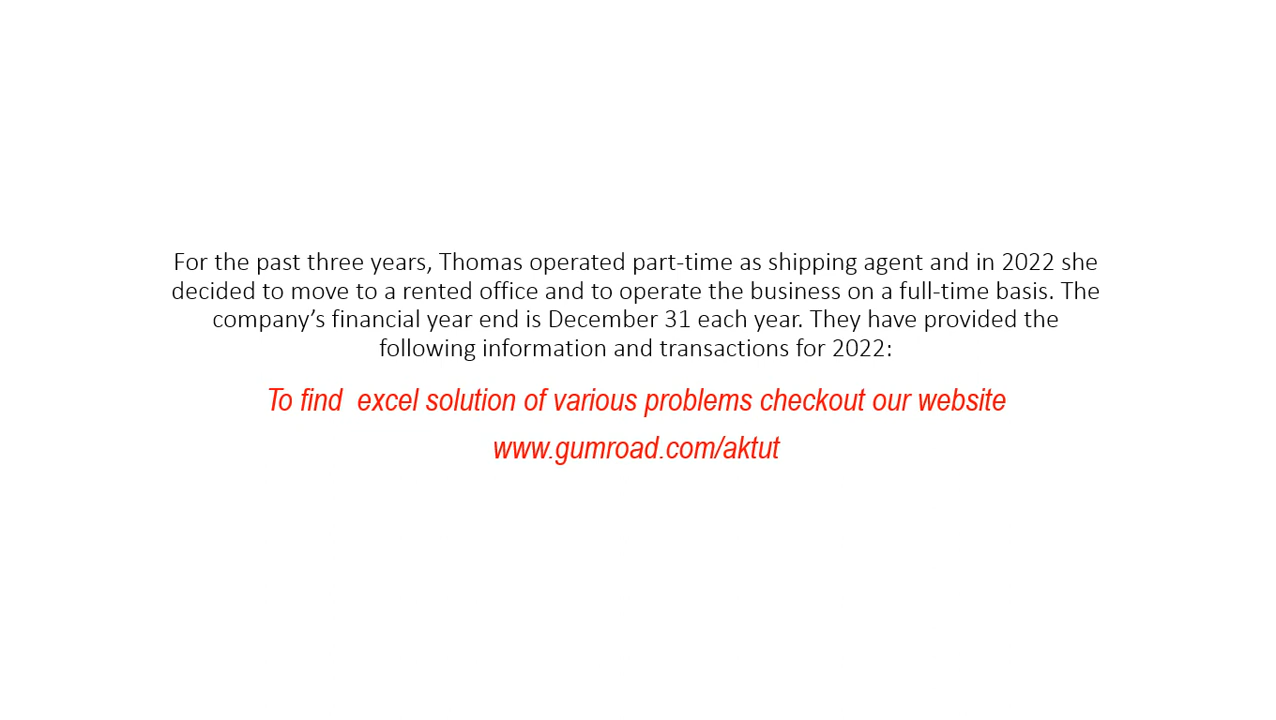 For the past three years, Thomas operated part-time as shipping agent and in 2022 she
decided to move to a rented office and to operate the business on a full-time basis. The
company’s financial year end is December 31 each year. They have provided the
following information and transactions for 2022:
To find  excel solution of various problems checkout our website
www.gumroad.com/aktut